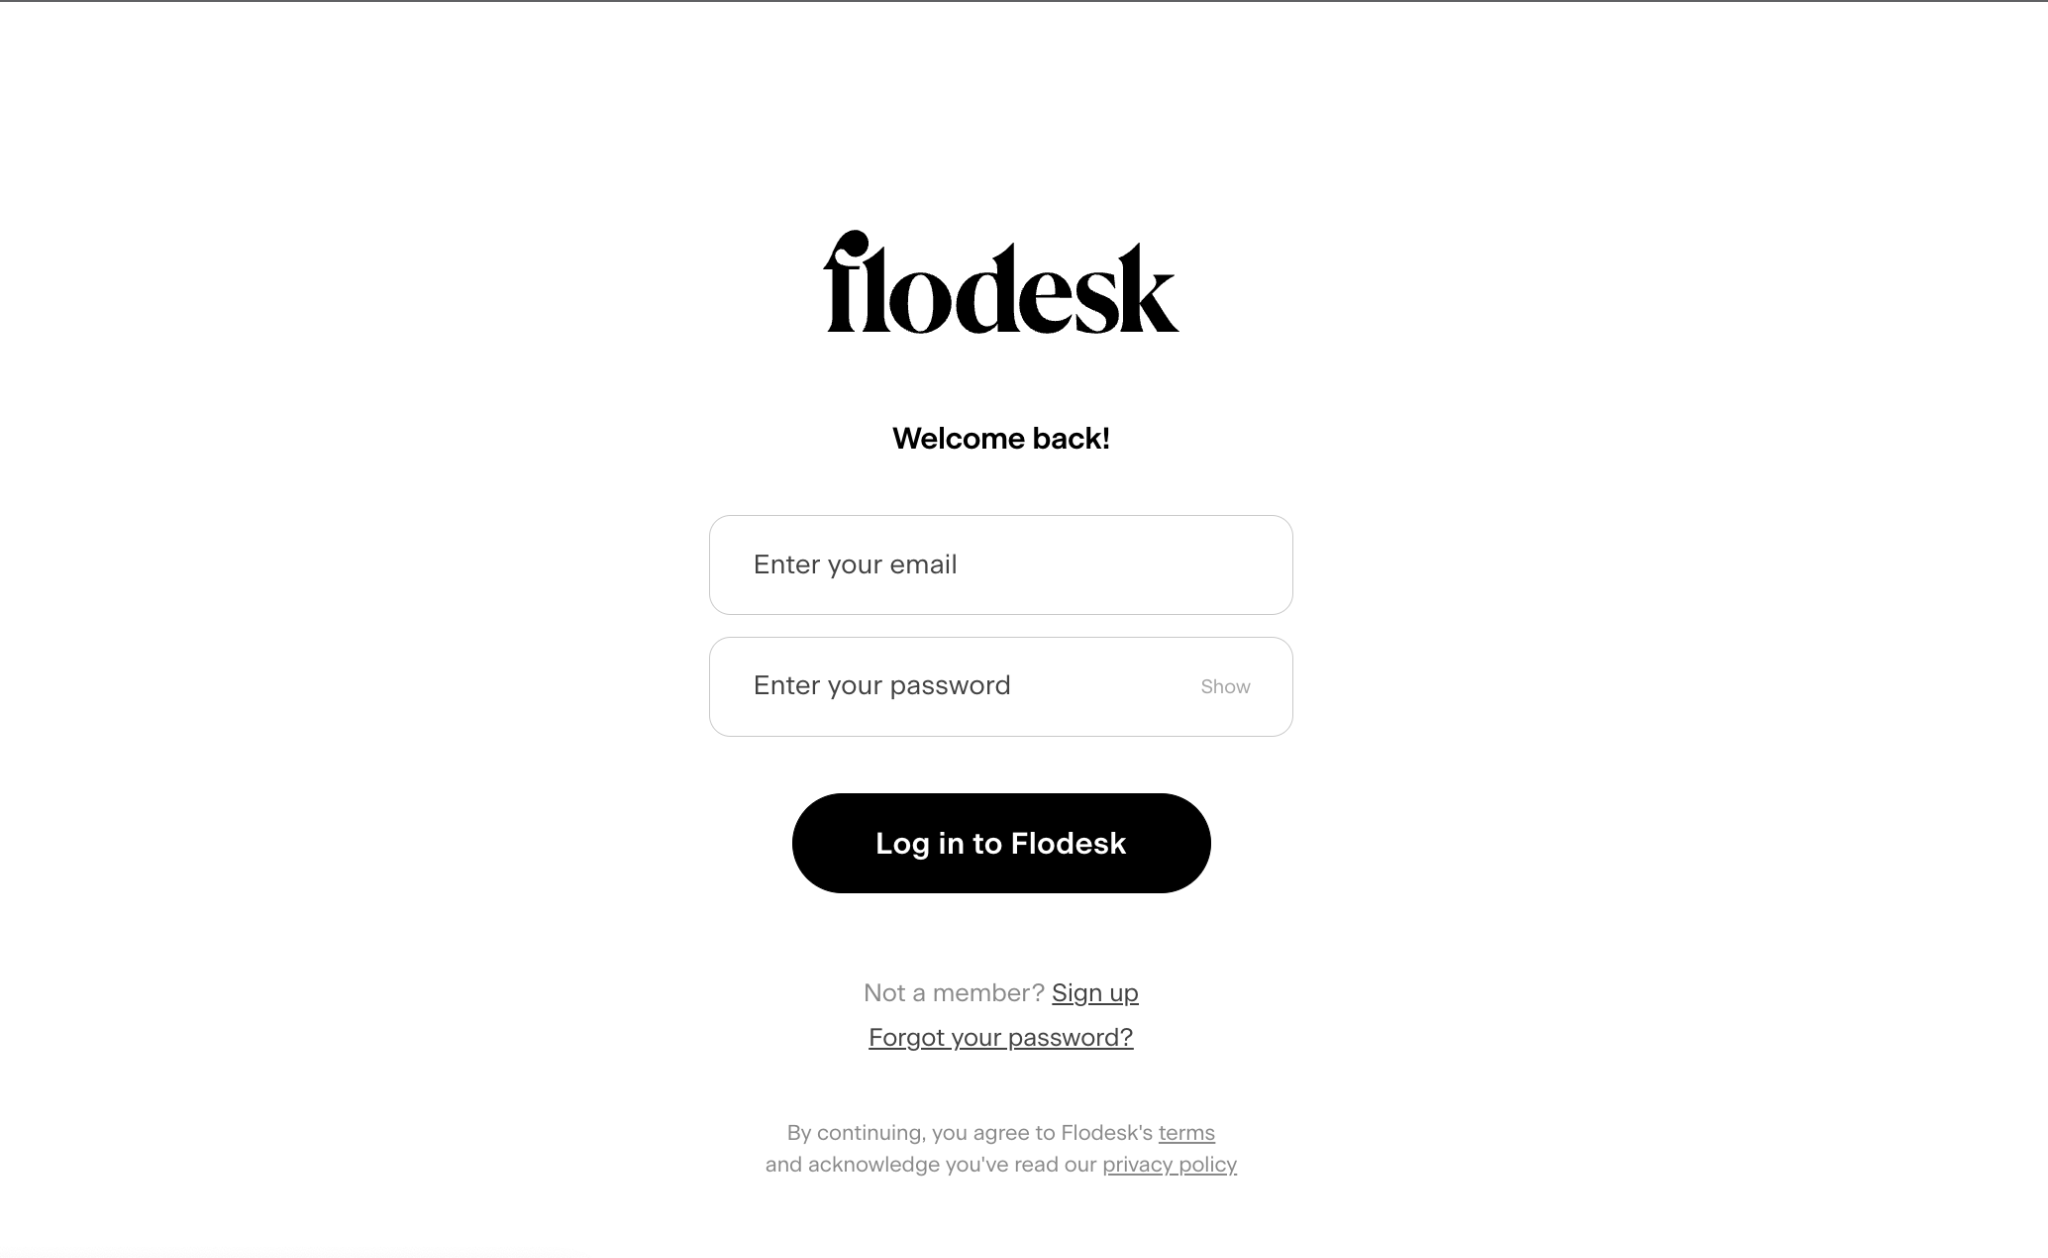 flodesk
Welcome back!
Enter your email
Enter your password
Show
Log in to Flodesk
Not a member? Sign up
Forgot your password?
By continuing, you agree to Flodesk's terms
and acknowledge you've read our privacy policy